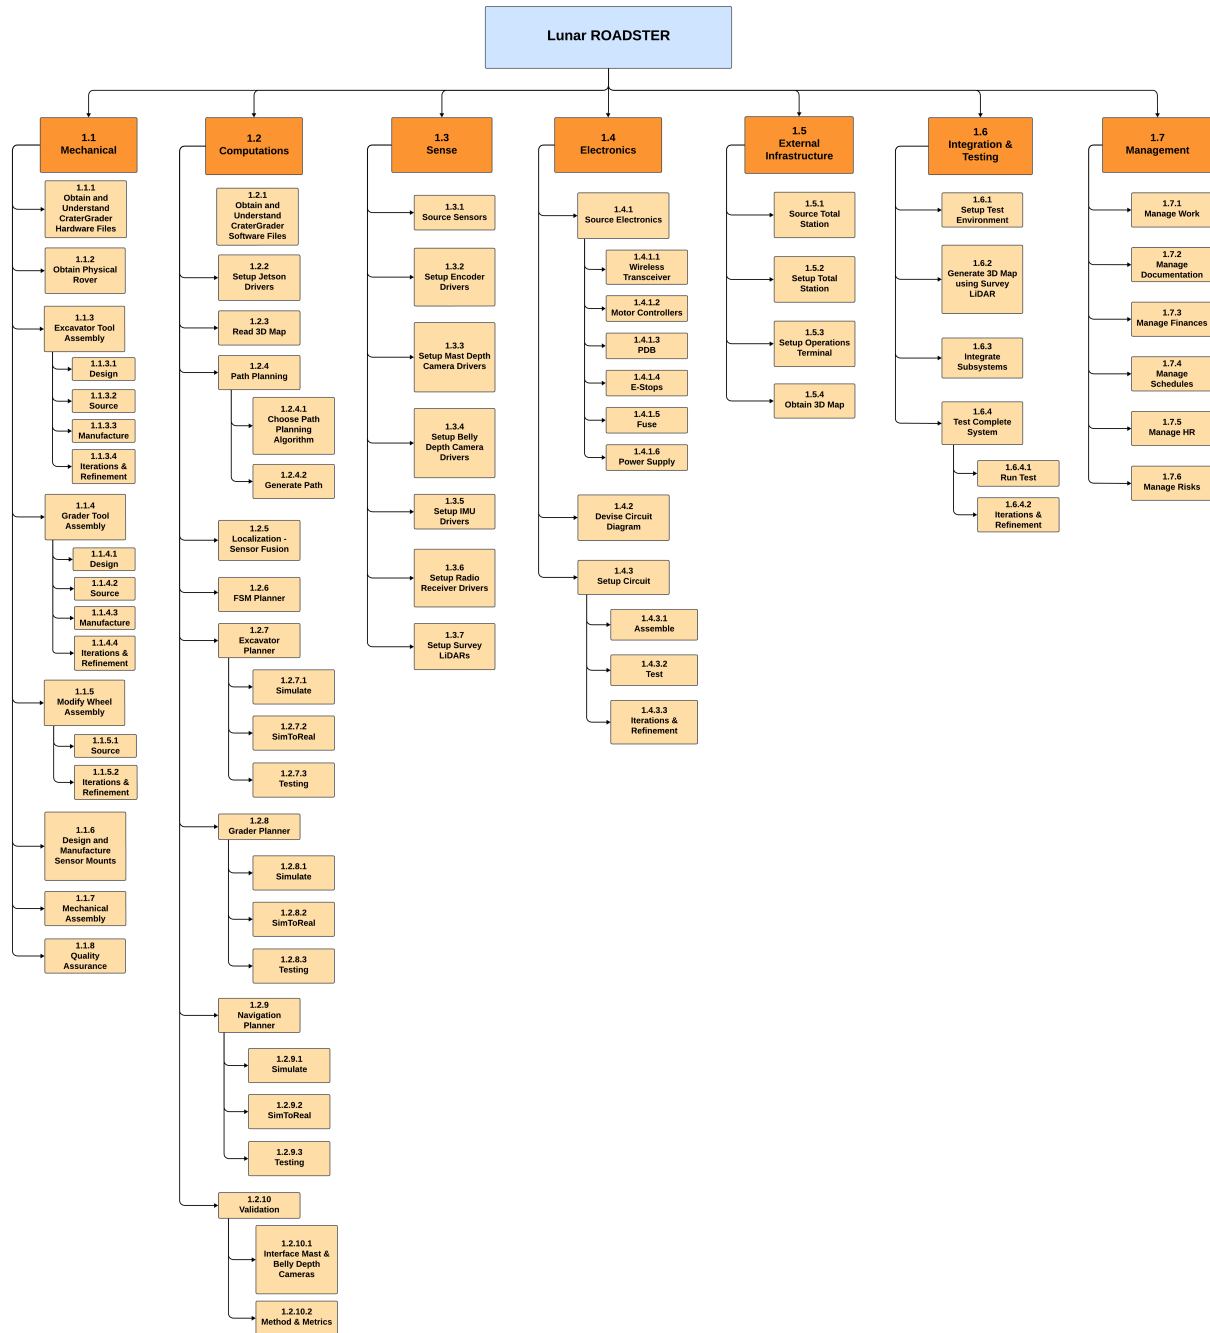 Lunar ROADSTER
1.1
Mechanical
1.1.1
Obtain and
Understand
CraterGrader
Hardware Files
1.1.2
Obtain Physical
Rover
1.1.3
Excavator Tool
Assembly
1.1.3.1
Design
1.1.3.2
Source
1.1.3.3
Manufacture
1.1.3.4
Iterations &
Refinement
1.1.4
Grader Tool
Assembly
1.1.4.1
Design
1.1.4.2
Source
1.1.4.3
Manufacture
1.1.4.4
Iterations &
Refinement
1.1.5
Modify Wheel
Assembly
1.1.5.1
Source
1.1.5.2
Iterations &
Refinement
1.1.6
Design and
Manufacture
Sensor Mounts
1.1.7
Mechanical
Assembly
1.1.8
Quality
Assurance
1.2
Computations
1.2.1
Obtain and
Understand
CraterGrader
Software Files
1.2.2
Setup Jetson
Drivers
1.2.3
Read 3D Map
1.2.4
Path Planning
1.2.4.1
Choose Path
Planning
Algorithm
1.2.4.2
Generate Path
1.2.5
Localization -
Sensor Fusion
1.2.6
FSM Planner
1.2.7
Excavator
Planner
1.2.7.1
Simulate
1.2.7.2
SimToReal
1.2.7.3
Testing
1.2.8
Grader Planner
1.2.8.1
Simulate
1.2.8.2
SimToReal
1.2.8.3
Testing
1.2.9
Navigation
Planner
1.2.9.1
Simulate
1.2.9.2
SimToReal
1.2.9.3
Testing
1.2.10
Validation
1.2.10.1
Interface Mast &
Belly Depth
Cameras
1.2.10.2
Method & Metrics
1.3
Sense
1.3.1
Source Sensors
1.3.2
Setup Encoder
Drivers
1.3.3
Setup Mast Depth
Camera Drivers
1.3.4
Setup Belly
Depth Camera
Drivers
1.3.5
Setup IMU
Drivers
1.3.6
Setup Radio
Receiver Drivers
1.3.7
Setup Survey
LiDARs
1.4
Electronics
1.4.1
Source Electronics
1.4.1.1
Wireless
Transceiver
1.4.1.2
Motor Controllers
1.4.1.3
PDB
1.4.1.4
E-Stops
1.4.1.5
Fuse
1.4.1.6
Power Supply
1.4.2
Devise Circuit
Diagram
1.4.3
Setup Circuit
1.4.3.1
Assemble
1.4.3.2
Test
1.4.3.3
Iterations &
Refinement
1.5
External
Infrastructure
1.5.1
Source Total
Station
1.5.2
Setup Total
Station
1.5.3
Setup Operations
Terminal
1.5.4
Obtain 3D Map
1.6
Integration &
Testing
1.6.1
Setup Test
Environment
1.6.2
Generate 3D Map
using Survey
LiDAR
1.6.3
Integrate
Subsystems
1.6.4
Test Complete
System
1.6.4.1
Run Test
1.6.4.2
Iterations &
Refinement
1.7
Management
1.7.1
Manage Work
1.7.2
Manage
Documentation
1.7.3
Manage Finances
1.7.4
Manage
Schedules
1.7.5
Manage HR
1.7.6
Manage Risks